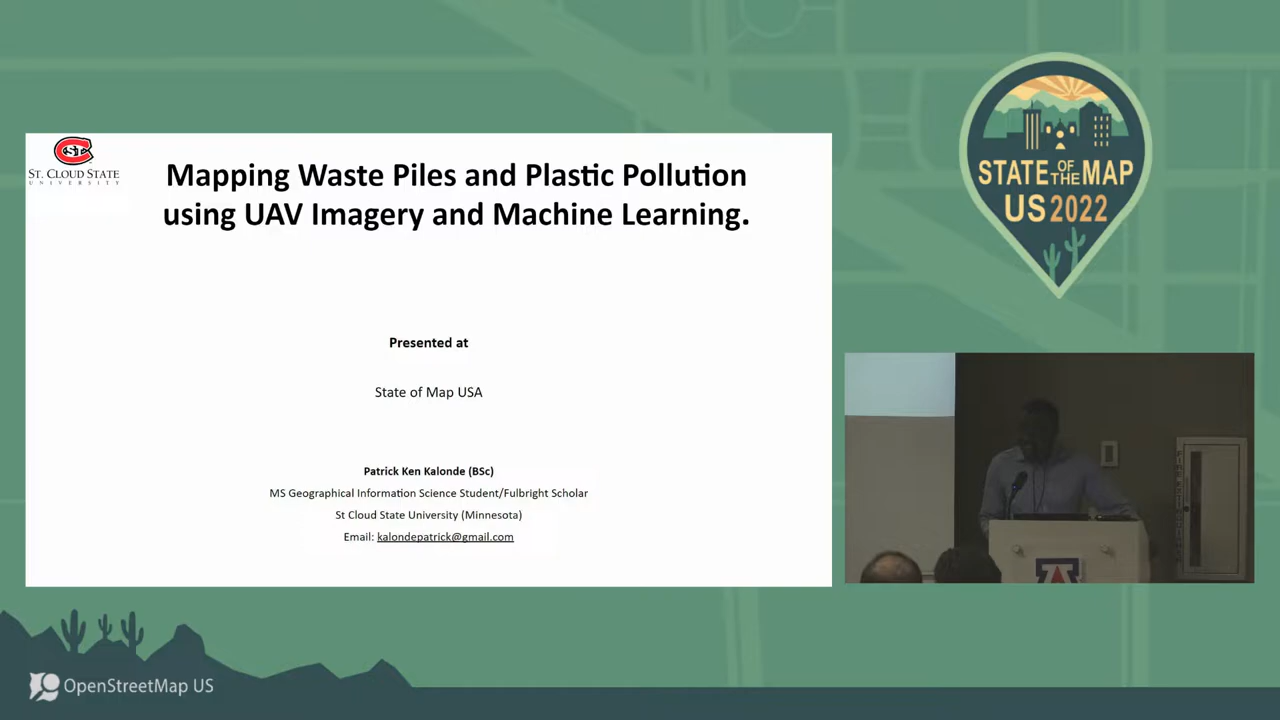 ST. CLOUD STATE
UNIVERSITY
Mapping Waste Piles and Plastic Pollution
using UAV Imagery and Machine Learning.
Presented at
State of Map USA
Patrick Ken Kalonde (BSc)
MS Geographical Information Science Student/Fulbright Scholar
St Cloud State University (Minnesota)
Email: kalondepatrick@gmail.com
STATE OF THE MAP
US 2022
A
OpenStreetMap US